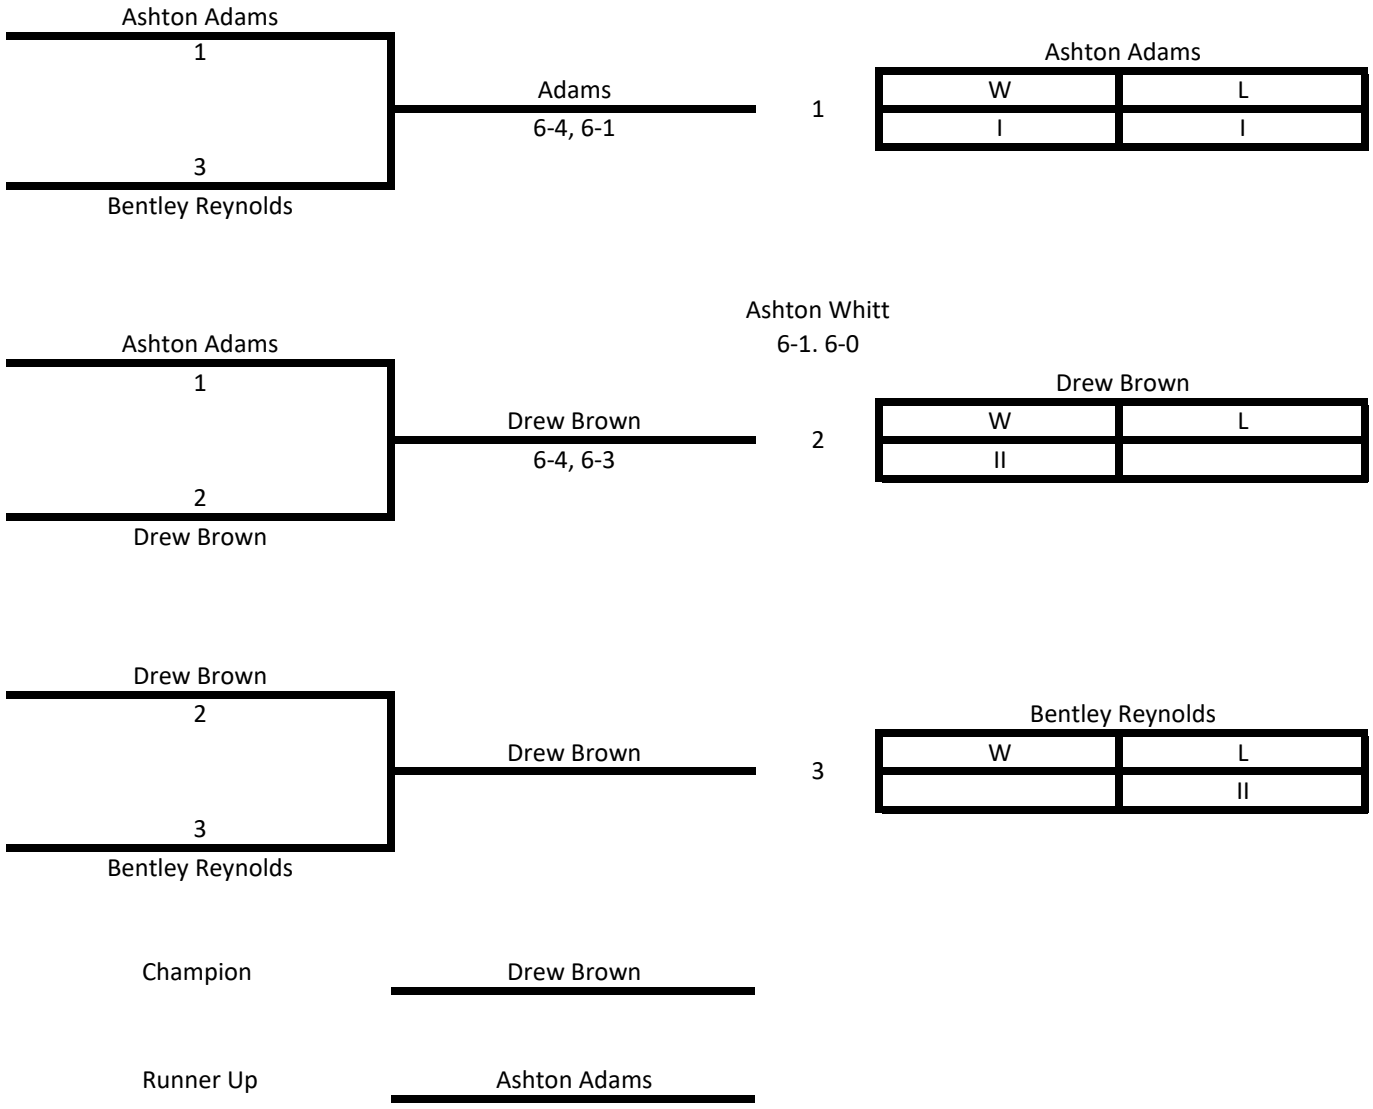 Ashton Adams
1
Ashton Adams
Adams
W L
1
6-4, 6-1
I I
3
Bentley Reynolds
Ashton Whitt
Ashton Adams
6-1. 6-0
1
Drew Brown
Drew Brown
W L
2
6-4, 6-3
II
2
Drew Brown
Drew Brown
2
Bentley Reynolds
Drew Brown
W L
3
II
3
Bentley Reynolds
Champion Drew Brown
Runner Up Ashton Adams